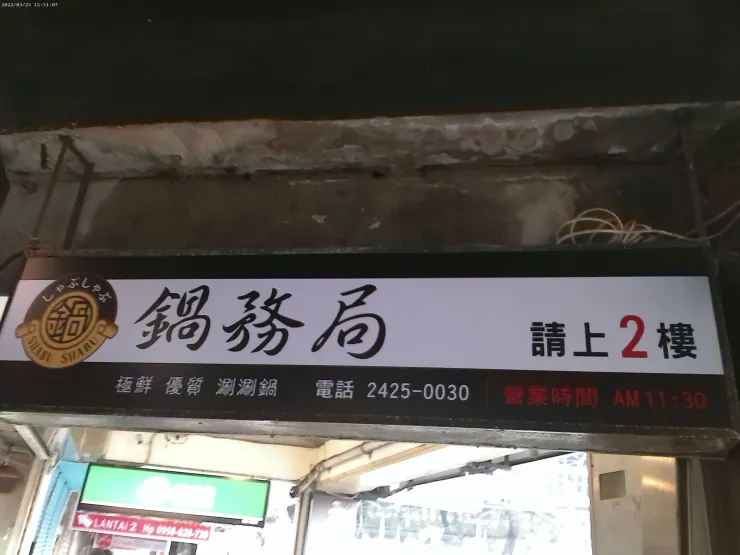 2022/03/25 12:51:07
しゃぶしゃぶ
鍋
SHABU SHABU
鍋務局
請上2樓
極鮮 優質 涮涮鍋 電話 2425-0030 營業時間 AM 11:30
LANTAI 2